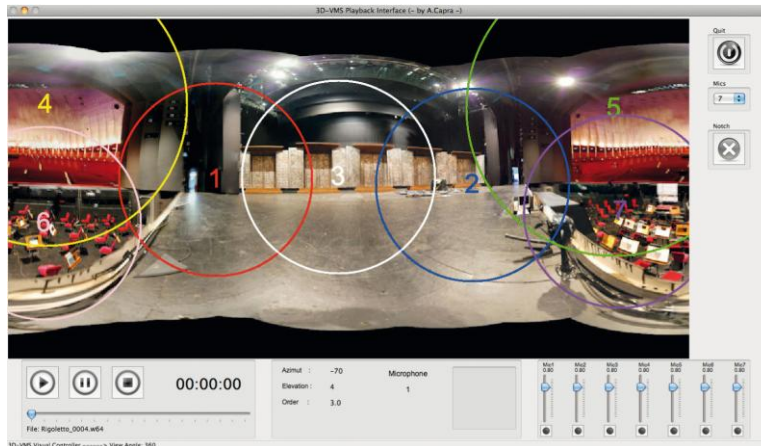 3D-VMS Playback Interface (- by A.Capra -)
Quit
Mics
7
Notch
4
5
1
3
2
6
7
00:00:00
File: Rigoletto_0004.w64
Azimut : -70
Elevation : 4
Order : 3.0
Microphone
1
Mic1 Mic2 Mic3 Mic4 Mic5 Mic6 Mic7
0.80 0.80 0.80 0.80 0.80 0.80 0.80
3D-VMS Visual Controller View Angle: 360